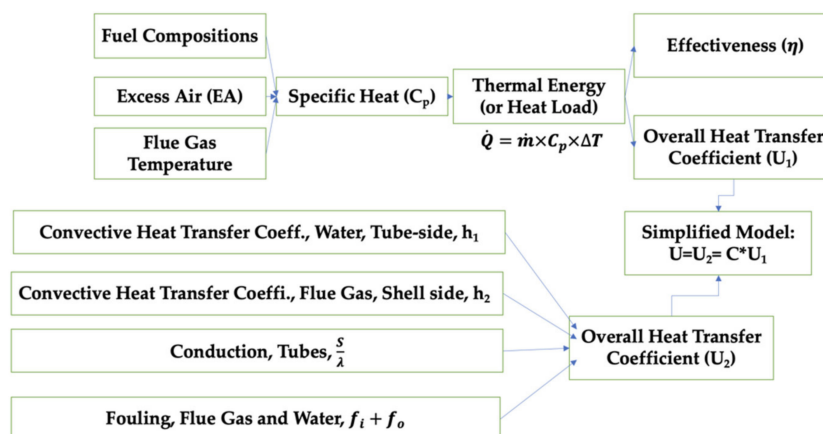 Fuel Compositions
Effectiveness (η)
Excess Air (EA)
Specific Heat (Cₚ)
Thermal Energy
(or Heat Load)
Flue Gas
Temperature
Q̇ = ṁ×Cₚ×ΔT
Overall Heat Transfer
Coefficient (U₁)
Convective Heat Transfer Coeff., Water, Tube-side, h₁
Simplified Model:
U=U₂= C*U₁
Convective Heat Transfer Coeffi., Flue Gas, Shell side, h₂
Conduction, Tubes, s/λ
Overall Heat Transfer
Coefficient (U₂)
Fouling, Flue Gas and Water, fᵢ + fₒ